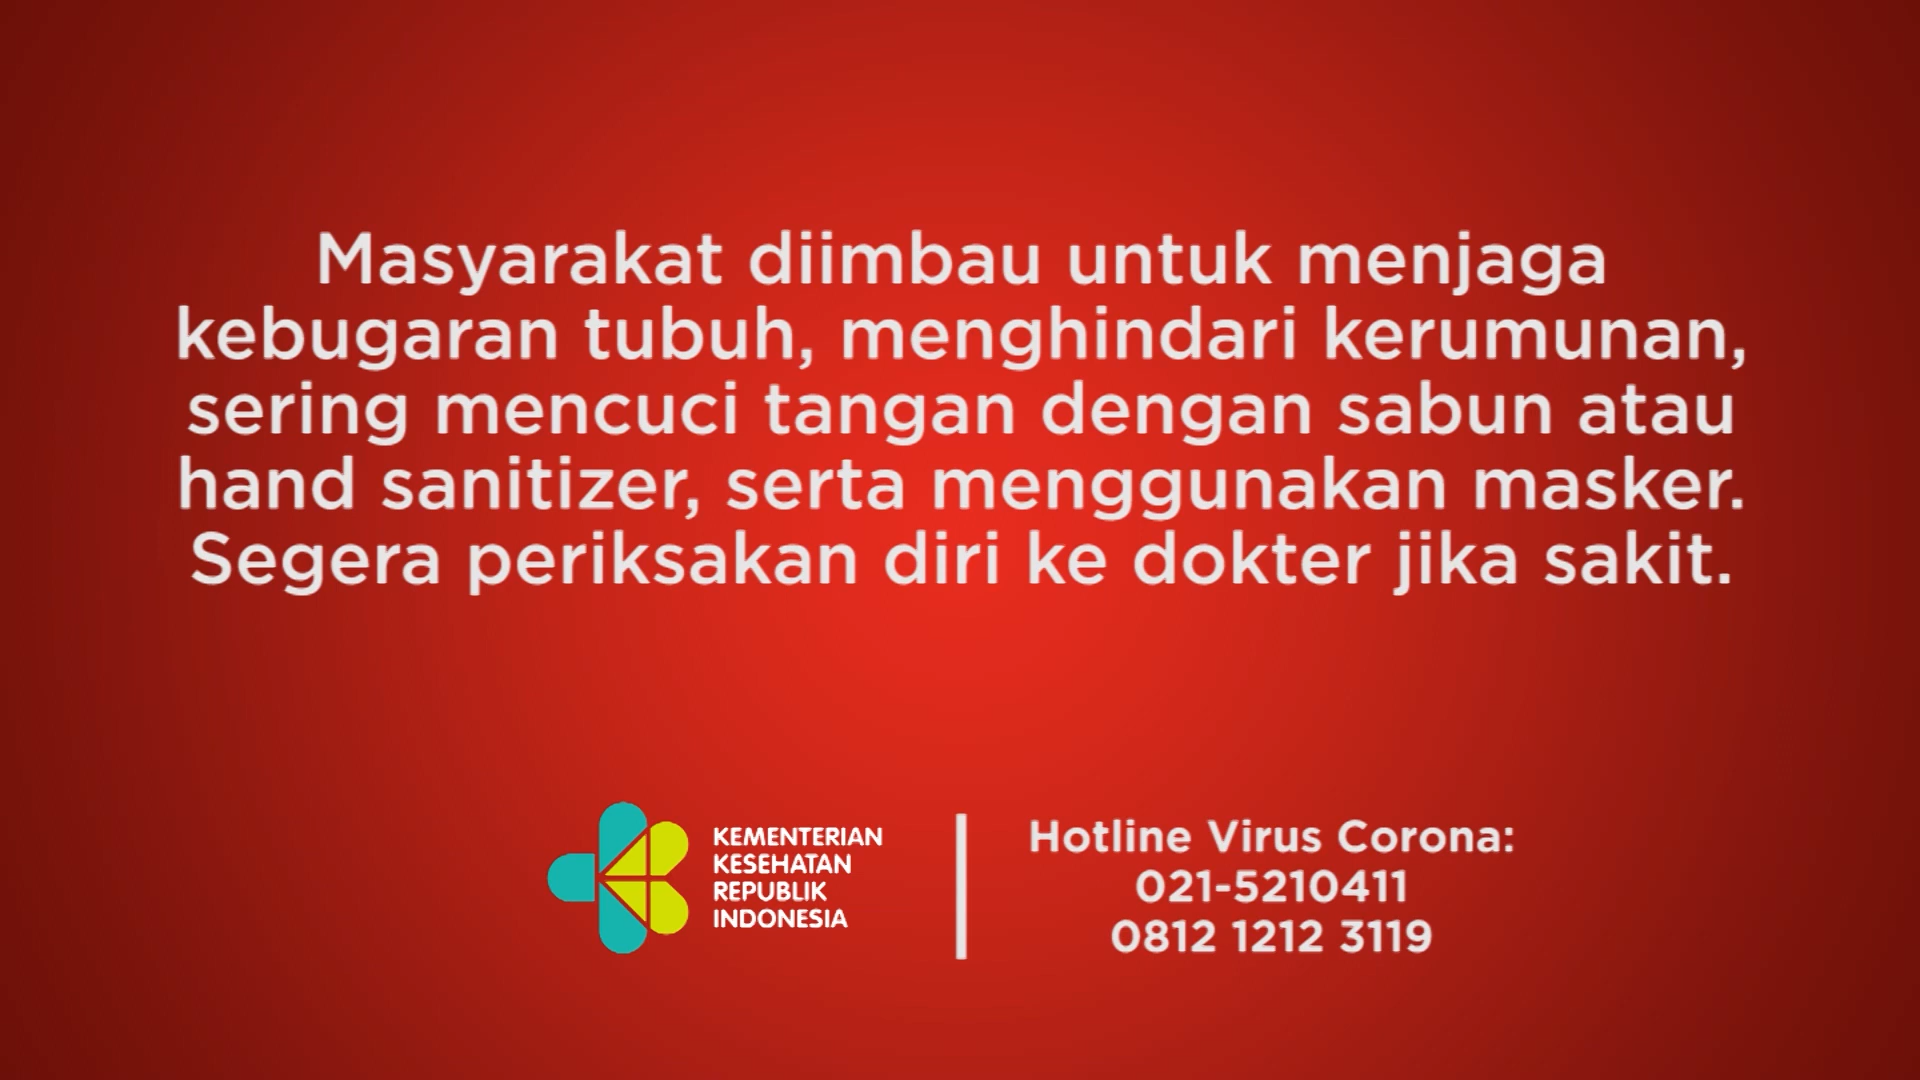 Masyarakat diimbau untuk menjaga
kebugaran tubuh, menghindari kerumunan,
sering mencuci tangan dengan sabun atau
hand sanitizer, serta menggunakan masker.
Segera periksakan diri ke dokter jika sakit.
KEMENTERIAN
KESEHATAN
REPUBLIK
INDONESIA
Hotline Virus Corona:
021-5210411
0812 1212 3119